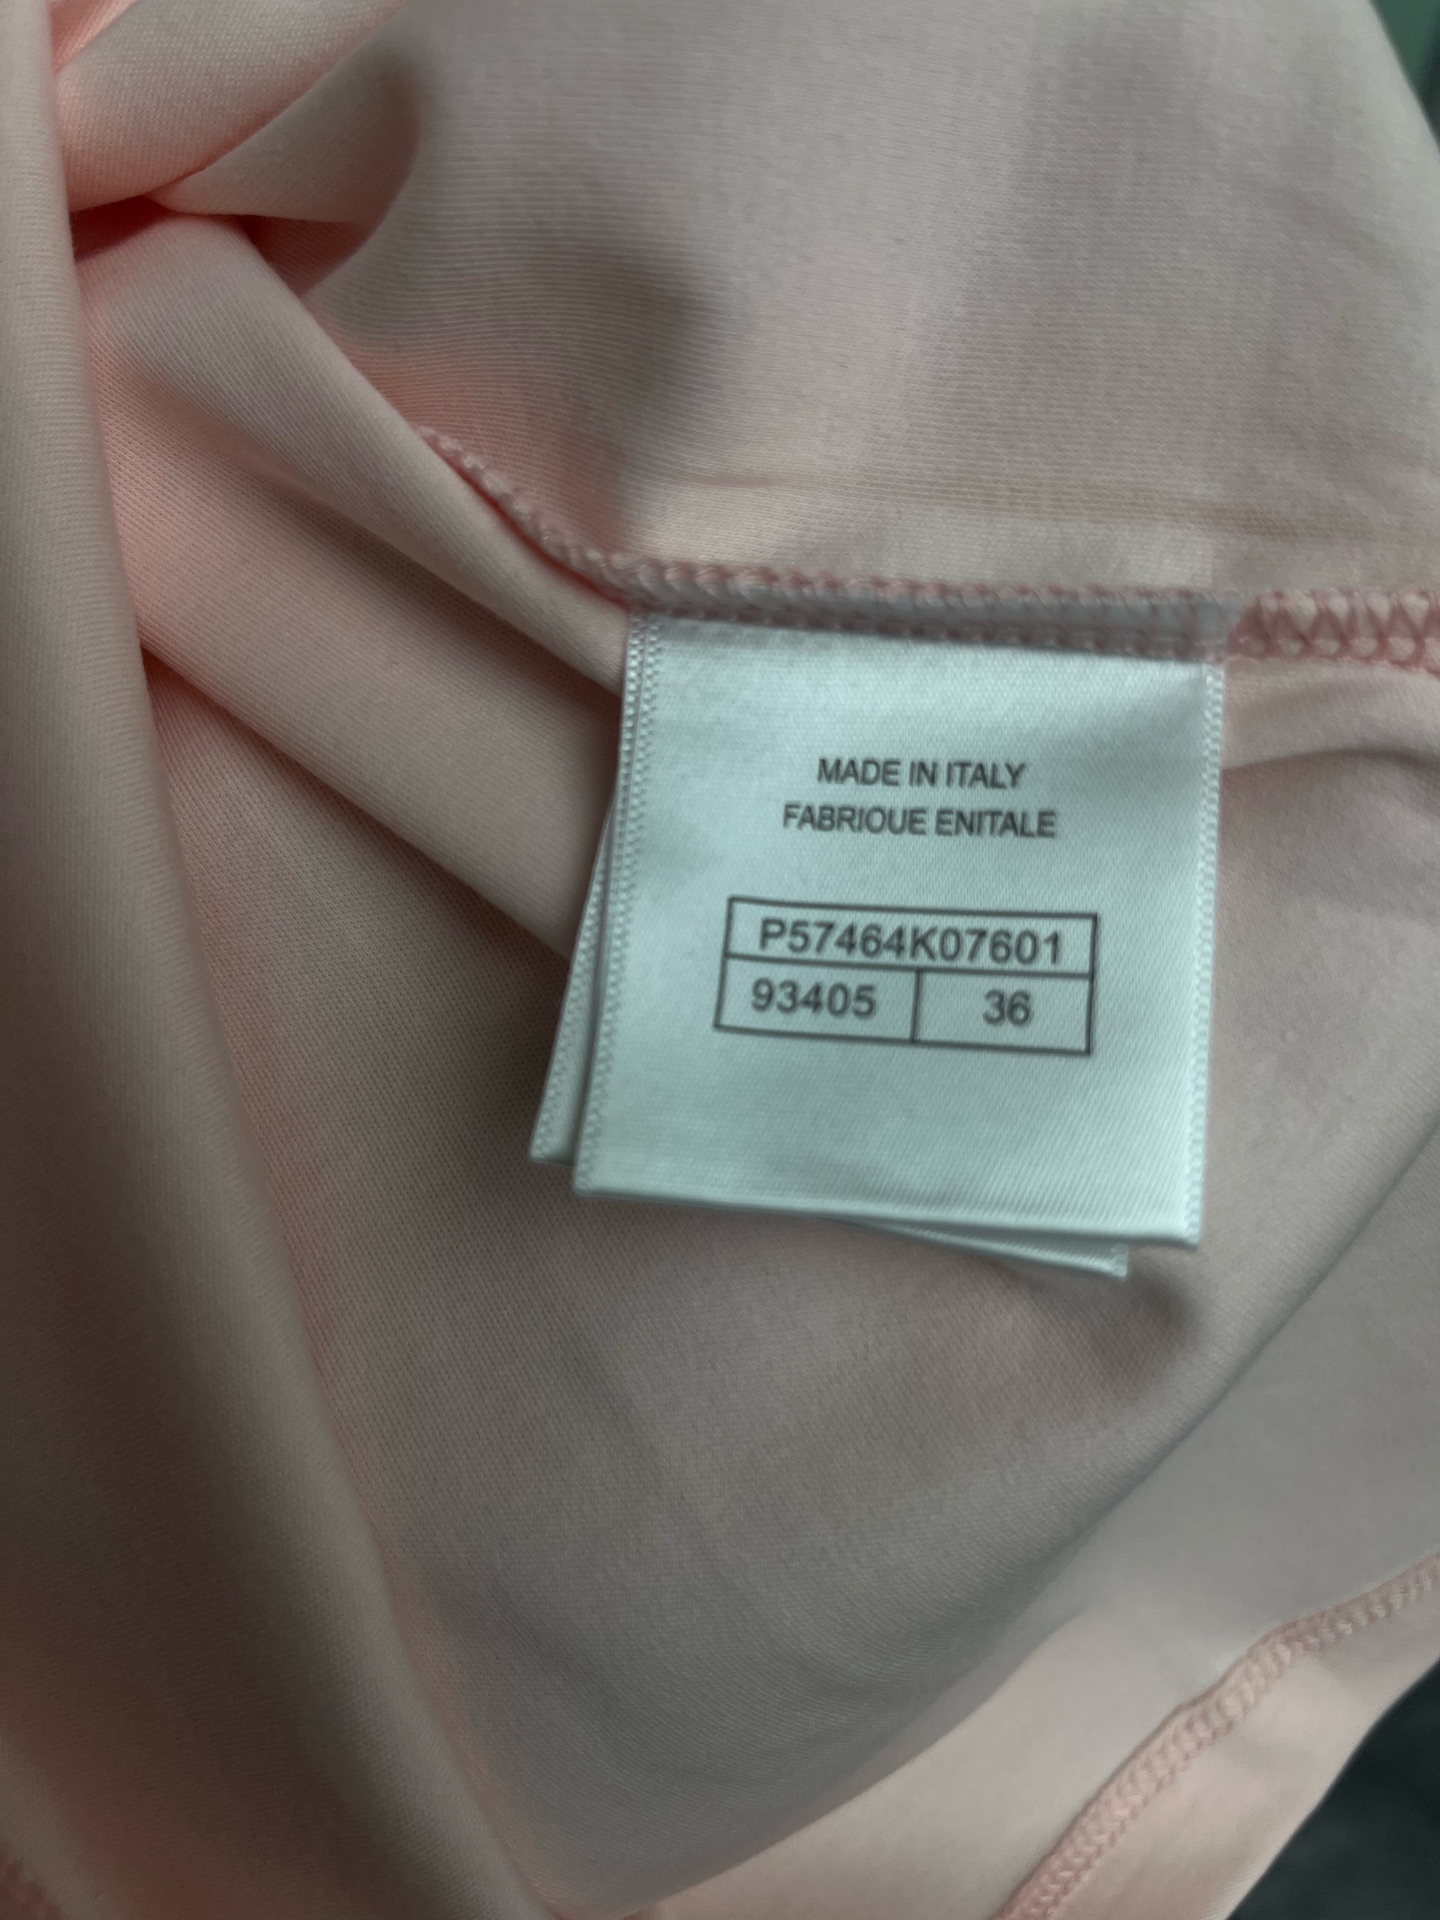 MADE IN ITALY
FABRIOUE ENITALE
P57464K07601
93405 36